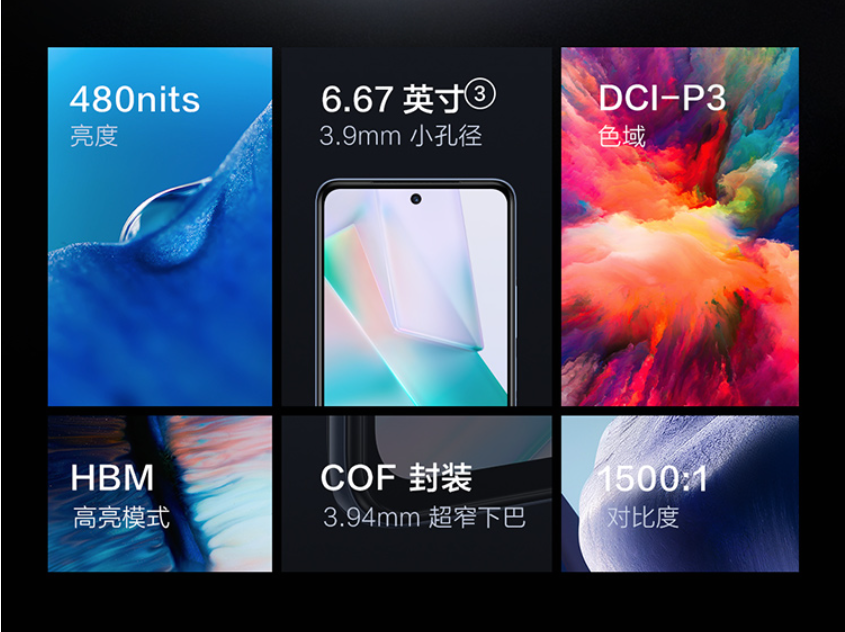 480nits
亮度
6.67 英寸③
3.9mm 小孔径
DCI-P3
色域
HBM
高亮模式
COF 封装
3.94mm 超窄下巴
1500:1
对比度